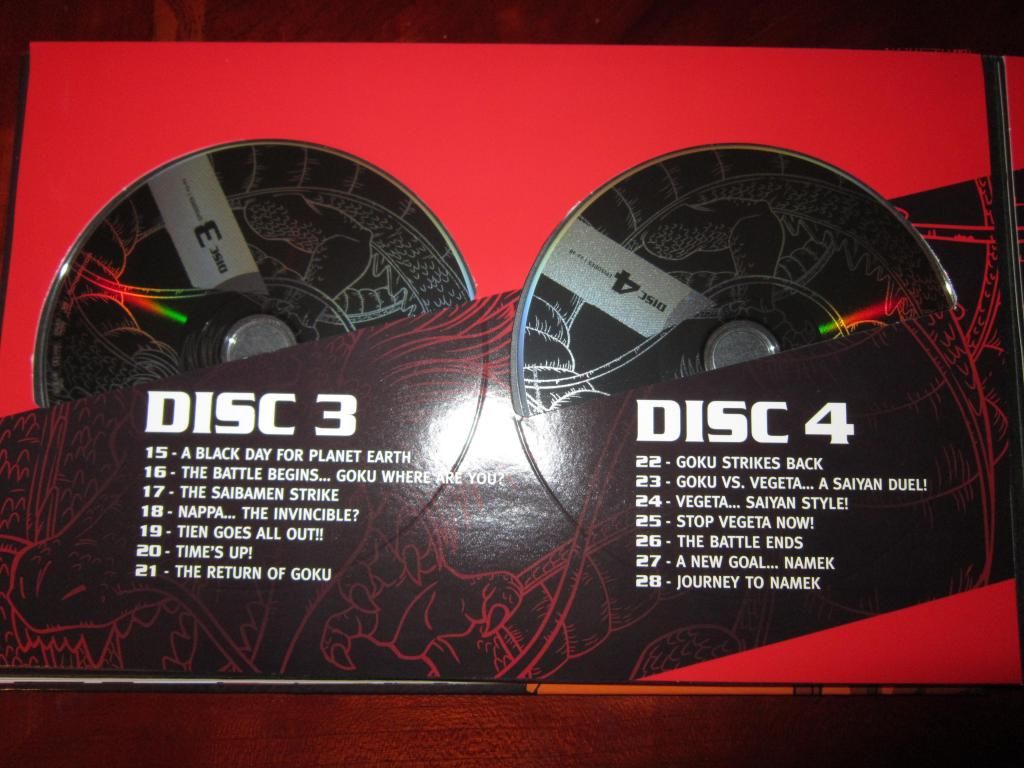 DISC 3
DISC 4
DISC 3
15 - A BLACK DAY FOR PLANET EARTH
16 - THE BATTLE BEGINS... GOKU WHERE ARE YOU?
17 - THE SAIBAMEN STRIKE
18 - NAPPA... THE INVINCIBLE?
19 - TIEN GOES ALL OUT!!
20 - TIME'S UP!
21 - THE RETURN OF GOKU
DISC 4
22 - GOKU STRIKES BACK
23 - GOKU VS. VEGETA... A SAIYAN DUEL!
24 - VEGETA... SAIYAN STYLE!
25 - STOP VEGETA NOW!
26 - THE BATTLE ENDS
27 - A NEW GOAL... NAMEK
28 - JOURNEY TO NAMEK